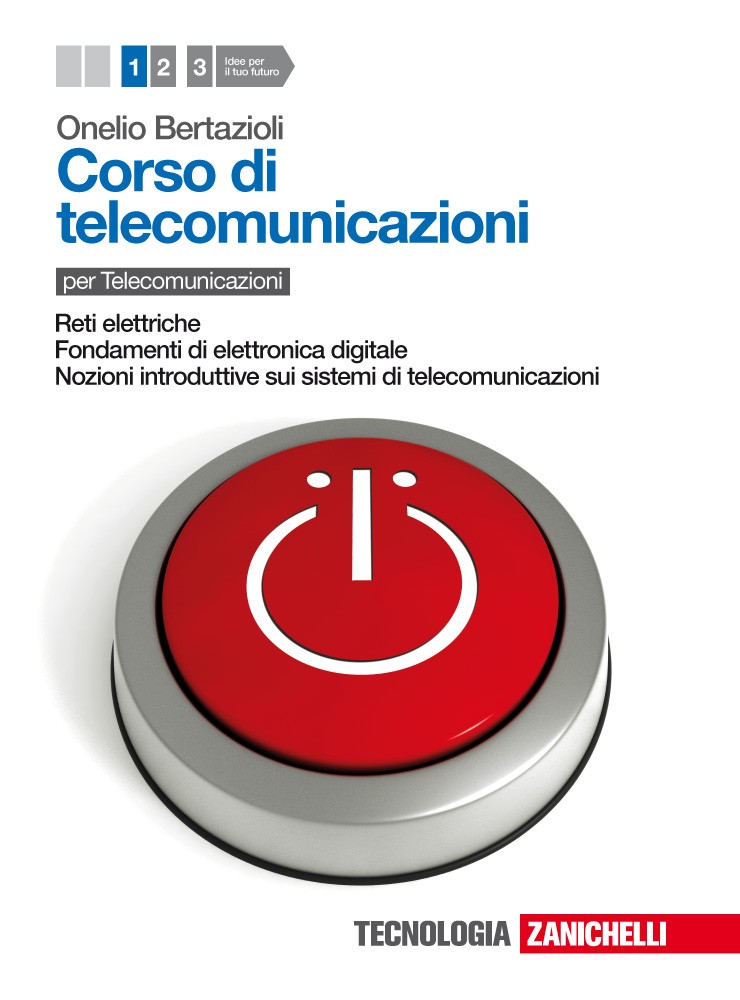 1 2 3 Idee per
il tuo futuro
Onelio Bertazioli
Corso di
telecomunicazioni
per Telecomunicazioni
Reti elettriche
Fondamenti di elettronica digitale
Nozioni introduttive sui sistemi di telecomunicazioni
TECNOLOGIA ZANICHELLI